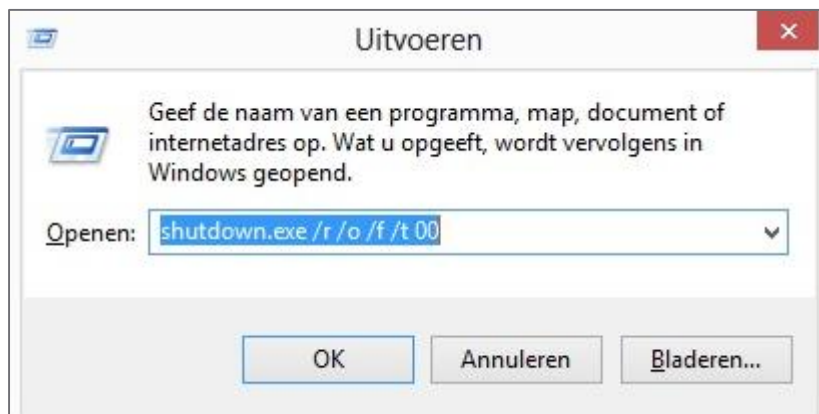 Uitvoeren
Geef de naam van een programma, map, document of
internetadres op. Wat u opgeeft, wordt vervolgens in
Windows geopend.
Openen: shutdown.exe /r /o /f /t 00
OK Annuleren Bladeren...